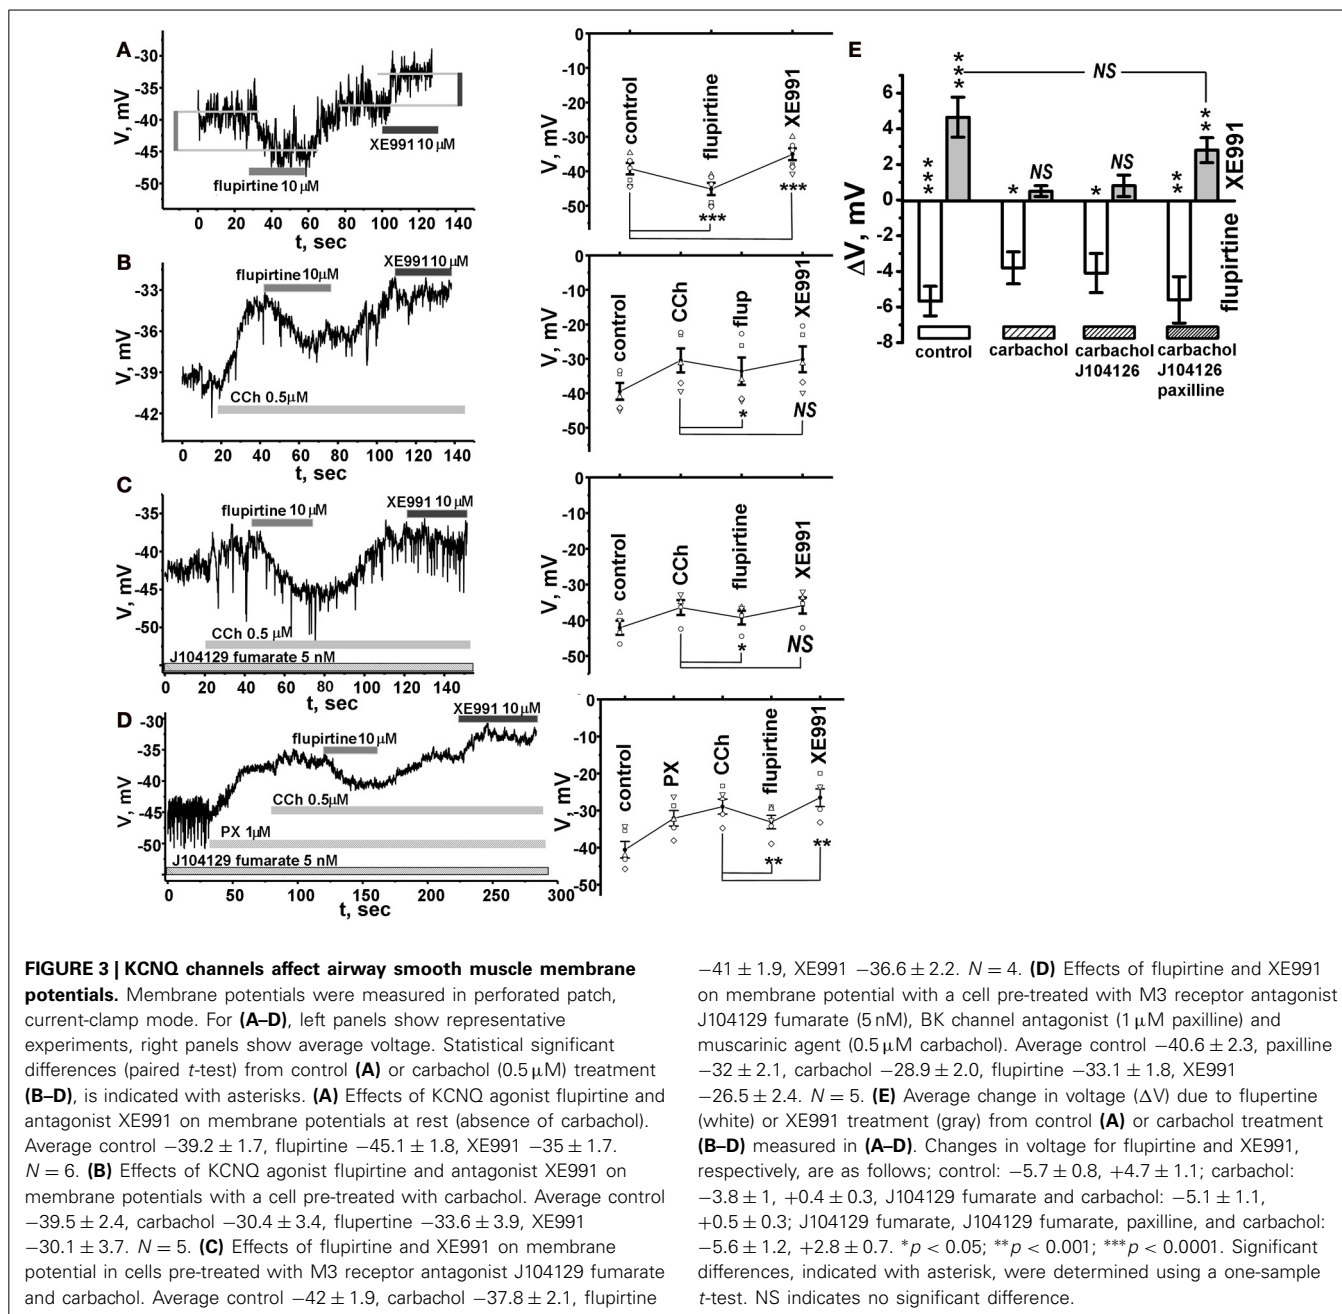 A
-30
-35
-40
-45
-50
V, mV
XE991 10 μM
flupirtine 10 μM
0 20 40 60 80 100 120 140
t, sec
0
-10
-20
-30
-40
-50
V, mV
control
flupirtine
XE991
***
***
B
-33
-36
-39
-42
V, mV
flupirtine 10μM
XE991 10 μM
CCh 0.5μM
0 20 40 60 80 100 120 140
t, sec
0
-10
-20
-30
-40
-50
V, mV
control
CCh
flup
XE991
*
NS
C
-35
-40
-45
-50
V, mV
flupirtine 10 μM
XE991 10 μM
CCh 0.5 μM
J104129 fumarate 5 nM
0 20 40 60 80 100 120 140
t, sec
0
-10
-20
-30
-40
-50
V, mV
control
CCh
flupirtine
XE991
*
NS
D
-30
-35
-40
-45
-50
V, mV
XE991 10 μM
flupirtine 10 μM
CCh 0.5μM
PX 1μM
J104129 fumarate 5 nM
0 50 100 150 200 250 300
t, sec
0
-10
-20
-30
-40
-50
V, mV
control
PX
CCh
flupirtine
XE991
**
**
E
6
4
2
0
-2
-4
-6
-8
ΔV, mV
***
***
NS
*
NS
*
NS
**
**
XE991
flupirtine
control
carbachol
carbachol
J104126
carbachol
J104126
paxilline
FIGURE 3 | KCNQ channels affect airway smooth muscle membrane
potentials. Membrane potentials were measured in perforated patch,
current-clamp mode. For (A–D), left panels show representative
experiments, right panels show average voltage. Statistical significant
differences (paired t-test) from control (A) or carbachol (0.5 μM) treatment
(B–D), is indicated with asterisks. (A) Effects of KCNQ agonist flupirtine and
antagonist XE991 on membrane potentials at rest (absence of carbachol).
Average control −39.2 ± 1.7, flupirtine −45.1 ± 1.8, XE991 −35 ± 1.7.
N = 6. (B) Effects of KCNQ agonist flupirtine and antagonist XE991 on
membrane potentials with a cell pre-treated with carbachol. Average control
−39.5 ± 2.4, carbachol −30.4 ± 3.4, flupertine −33.6 ± 3.9, XE991
−30.1 ± 3.7. N = 5. (C) Effects of flupirtine and XE991 on membrane
potential in cells pre-treated with M3 receptor antagonist J104129 fumarate
and carbachol. Average control −42 ± 1.9, carbachol −37.8 ± 2.1, flupirtine
−41 ± 1.9, XE991 −36.6 ± 2.2. N = 4. (D) Effects of flupirtine and XE991
on membrane potential with a cell pre-treated with M3 receptor antagonist
J104129 fumarate (5 nM), BK channel antagonist (1 μM paxilline) and
muscarinic agent (0.5 μM carbachol). Average control −40.6 ± 2.3, paxilline
−32 ± 2.1, carbachol −28.9 ± 2.0, flupirtine −33.1 ± 1.8, XE991
−26.5 ± 2.4. N = 5. (E) Average change in voltage (ΔV) due to flupertine
(white) or XE991 treatment (gray) from control (A) or carbachol treatment
(B–D) measured in (A–D). Changes in voltage for flupirtine and XE991,
respectively, are as follows; control: −5.7 ± 0.8, +4.7 ± 1.1; carbachol:
−3.8 ± 1, +0.4 ± 0.3, J104129 fumarate and carbachol: −5.1 ± 1.1,
+0.5 ± 0.3; J104129 fumarate, J104129 fumarate, paxilline, and carbachol:
−5.6 ± 1.2, +2.8 ± 0.7. *p < 0.05; **p < 0.001; ***p < 0.0001. Significant
differences, indicated with asterisk, were determined using a one-sample
t-test. NS indicates no significant difference.